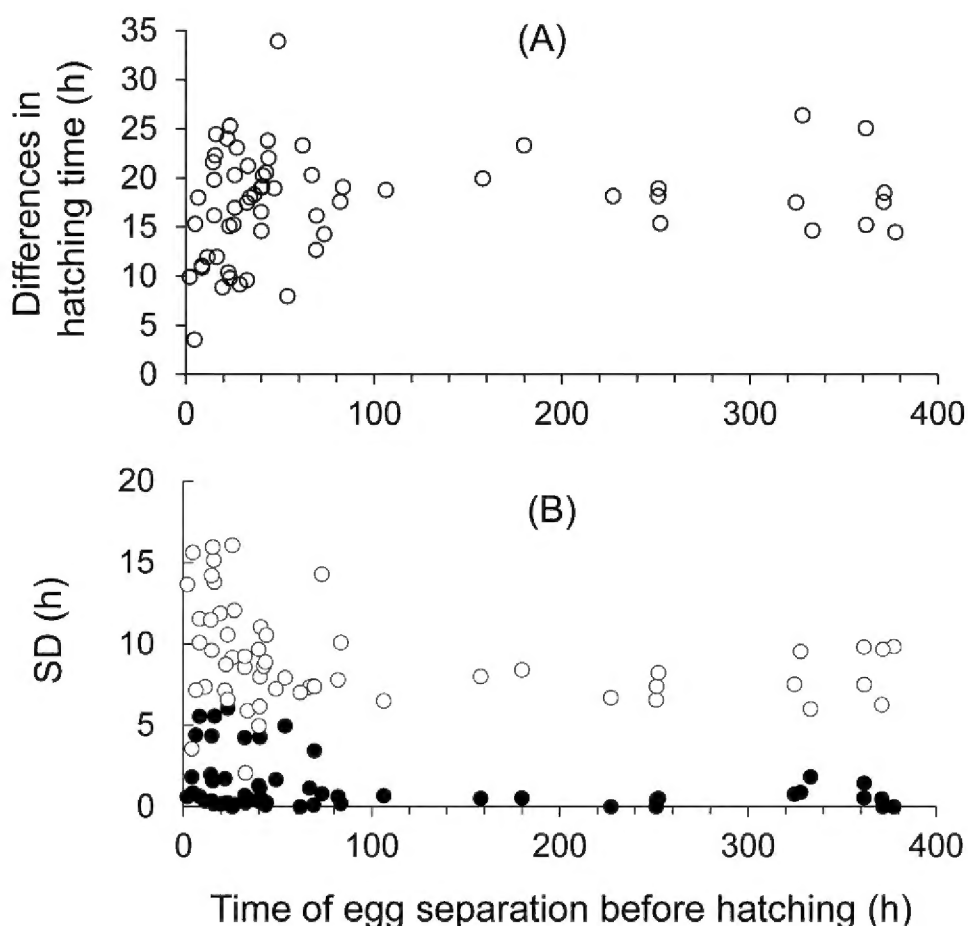 (A)
Differences in
hatching time (h)
35
30
25
20
15
10
5
0
0 100 200 300 400
(B)
SD (h)
20
15
10
5
0
0 100 200 300 400
Time of egg separation before hatching (h)